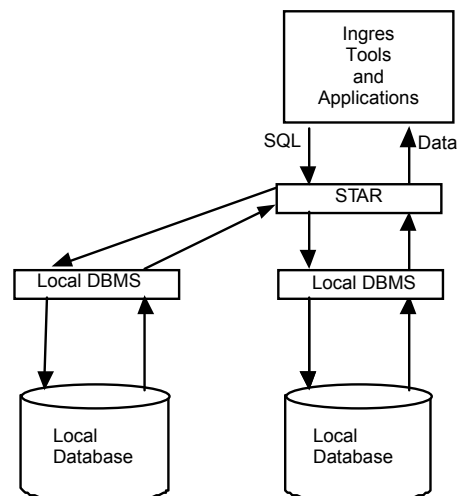 Ingres
Tools
and
Applications
SQL
Data
STAR
Local DBMS
Local DBMS
Local
Database
Local
Database